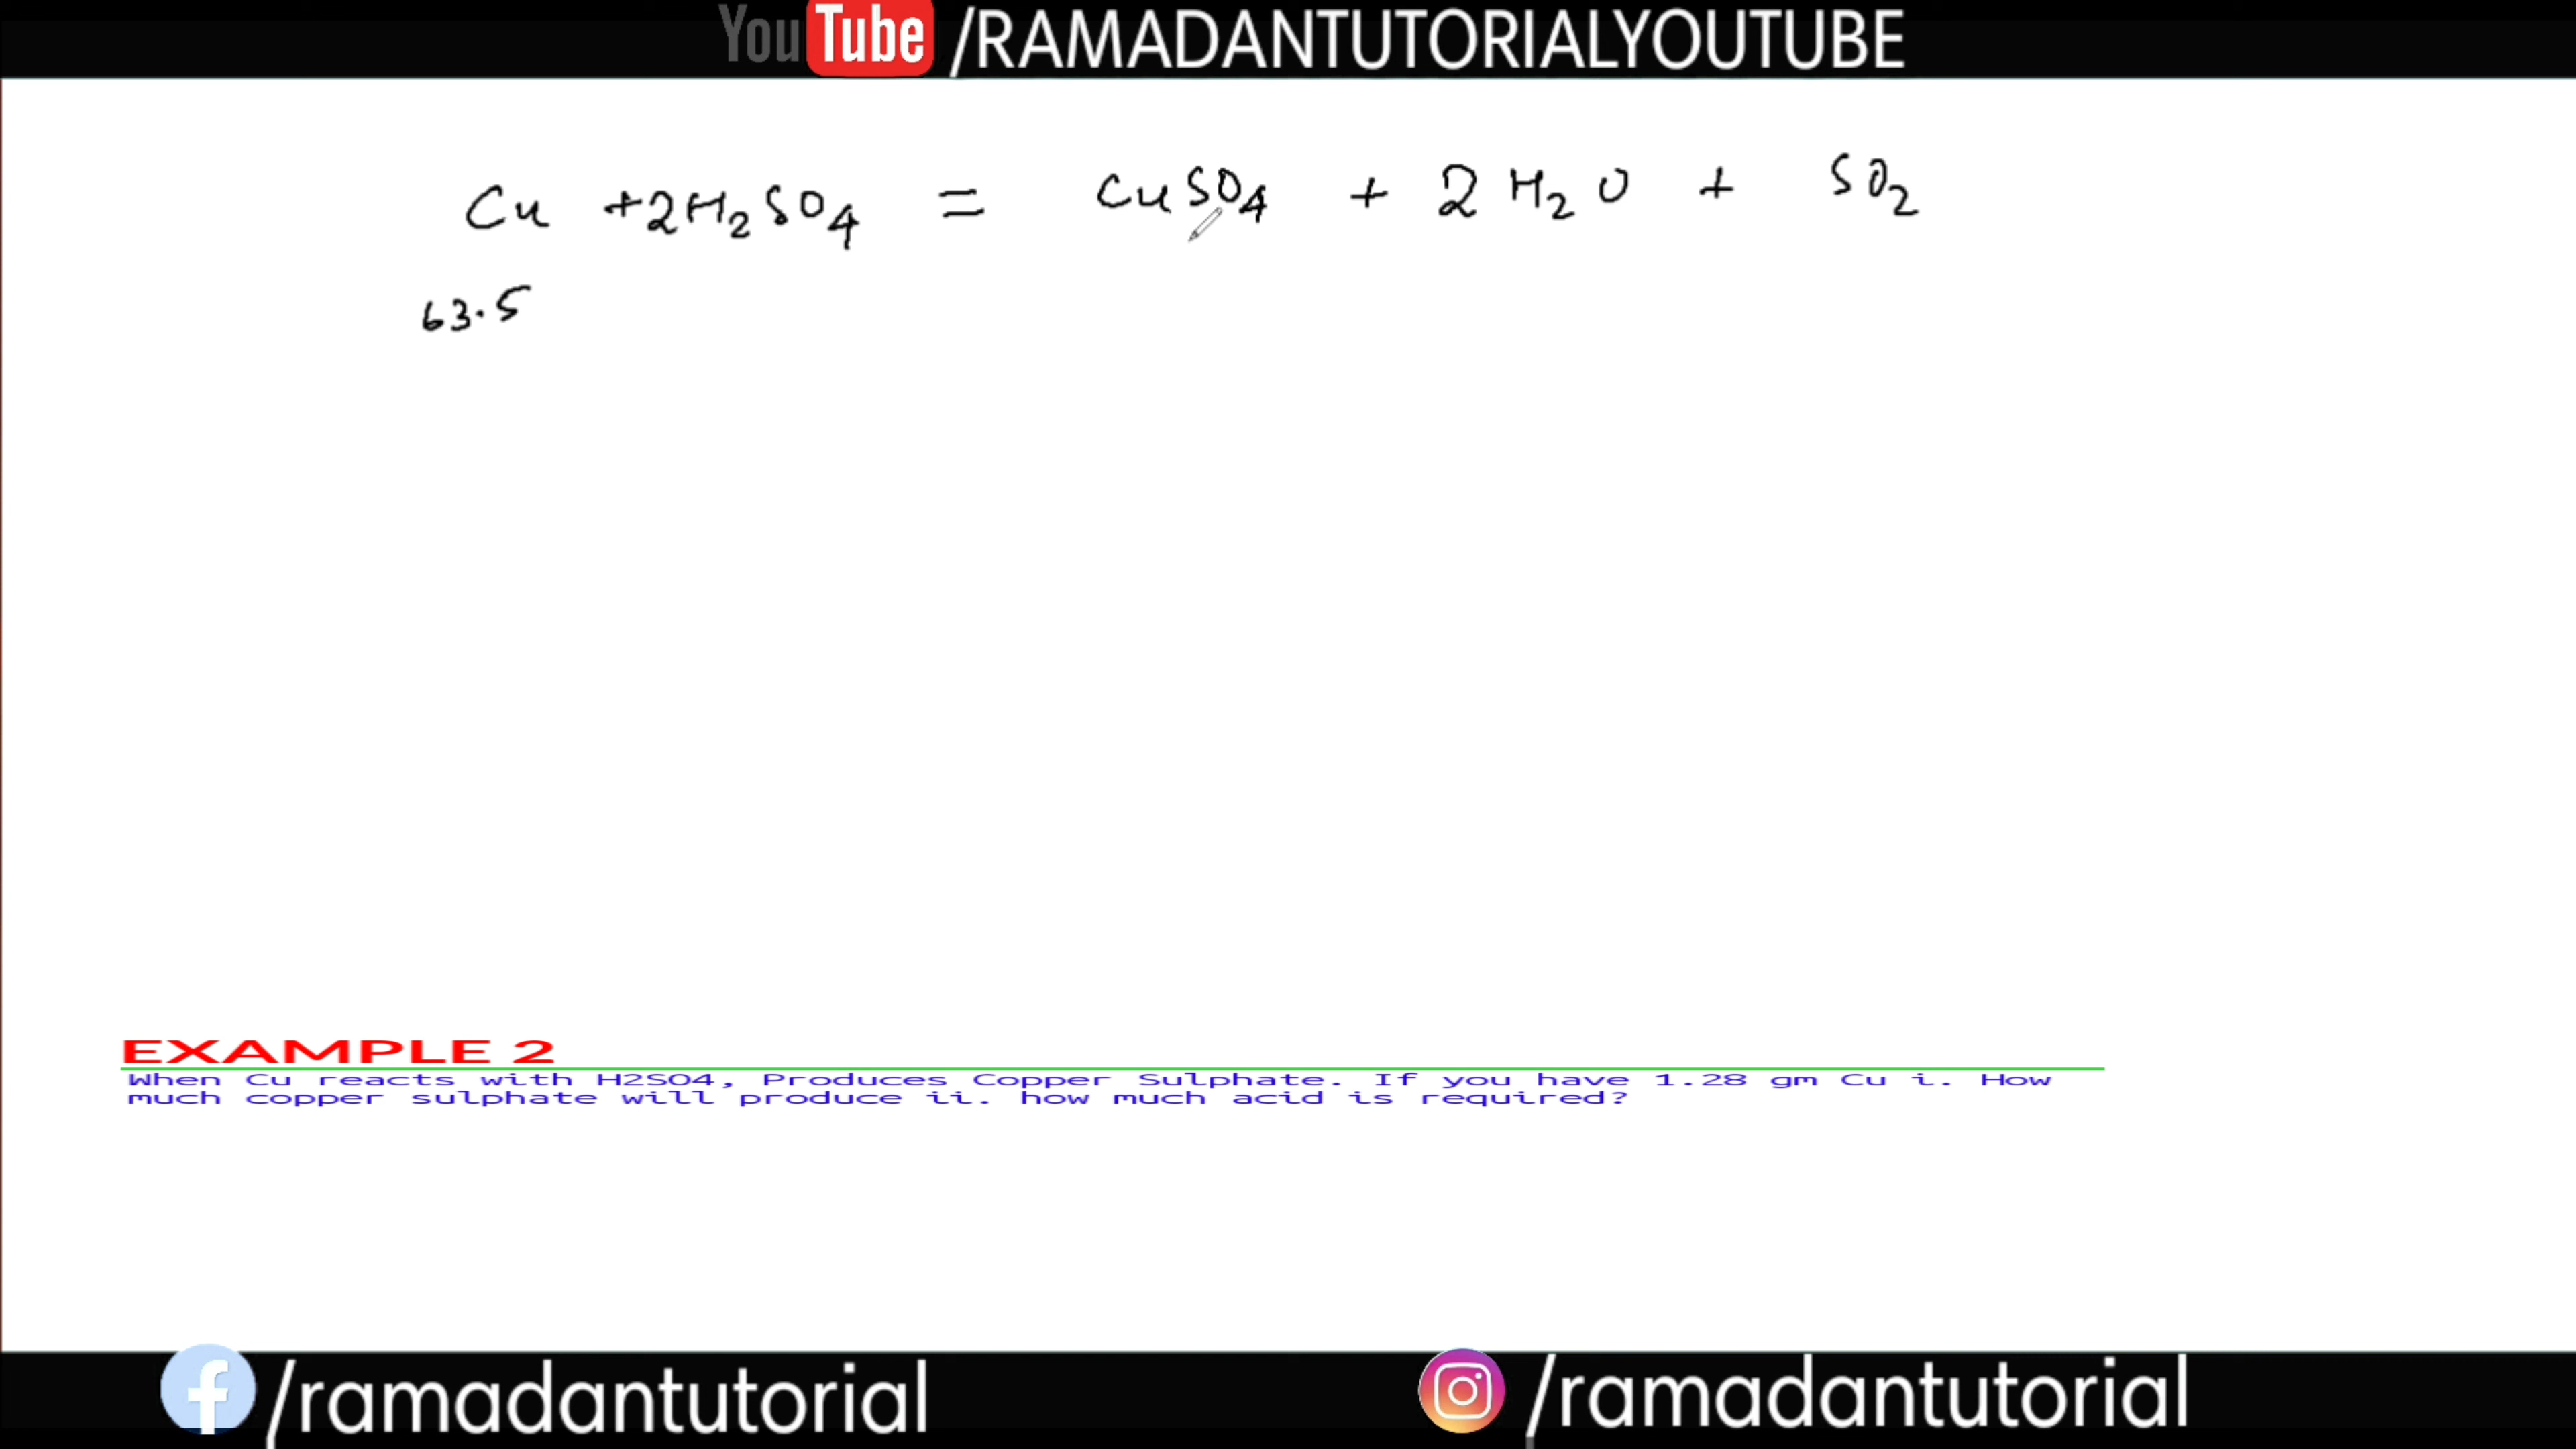 YouTube /RAMADANTUTORIALYOUTUBE
Cu +2H₂SO₄ = CuSO₄ + 2H₂O + SO₂
63.5
EXAMPLE 2
When Cu reacts with H2SO4, Produces Copper Sulphate. If you have 1.28 gm Cu i. How
much copper sulphate will produce ii. how much acid is required?
/ramadantutorial
/ramadantutorial